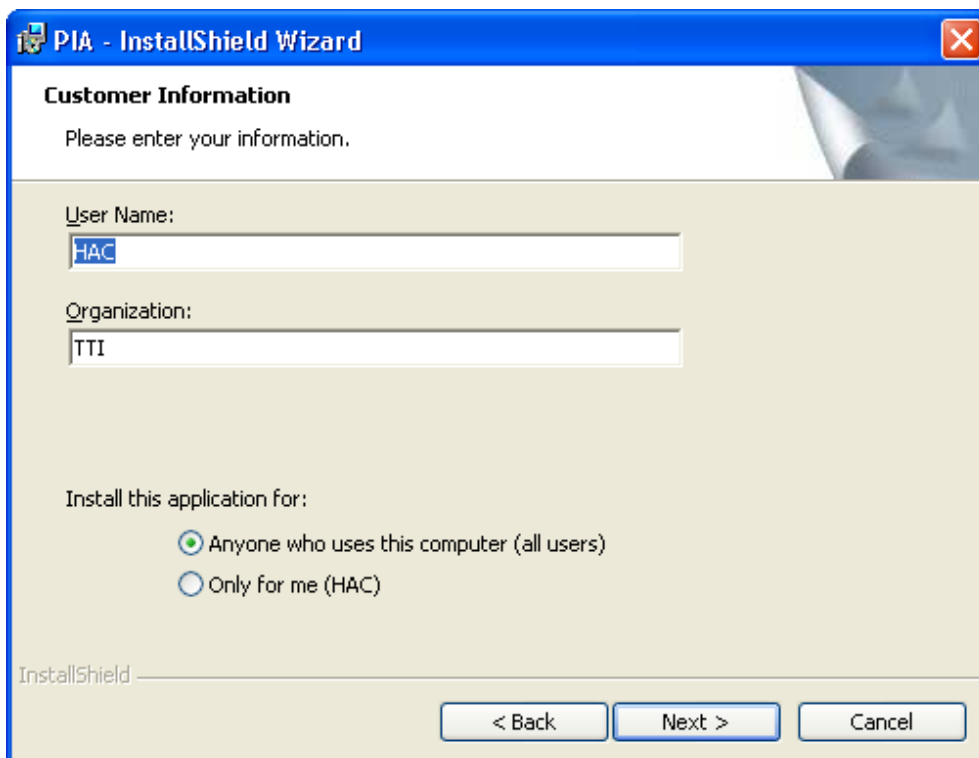 PIA - InstallShield Wizard
Customer Information
Please enter your information.
User Name:
HAC
Organization:
TTI
Install this application for:
Anyone who uses this computer (all users)
Only for me (HAC)
InstallShield
< Back Next > Cancel